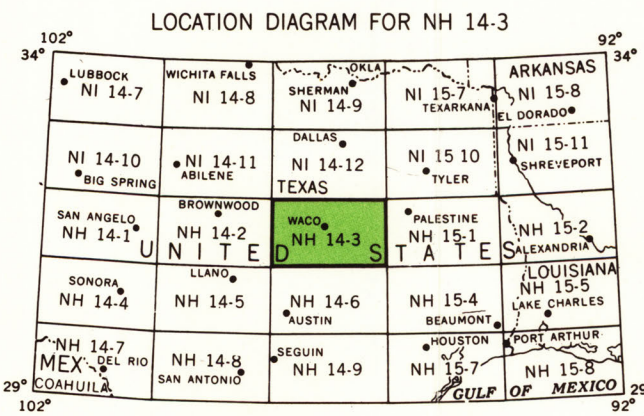 LOCATION DIAGRAM FOR NH 14-3
102°
92°
34°
34°
LUBBOCK
NI 14-7
WICHITA FALLS
NI 14-8
OKLA
SHERMAN
NI 14-9
NI 15-7
TEXARKANA
ARKANSAS
NI 15-8
EL DORADO
NI 14-10
BIG SPRING
NI 14-11
ABILENE
DALLAS
NI 14-12
TEXAS
NI 15 10
TYLER
NI 15-11
SHREVEPORT
SAN ANGELO
NH 14-1
BROWNWOOD
NH 14-2
WACO
NH 14-3
PALESTINE
NH 15-1
NH 15-2
ALEXANDRIA
UNITED STATES
SONORA
NH 14-4
LLANO
NH 14-5
NH 14-6
AUSTIN
NH 15-4
BEAUMONT
LOUISIANA
NH 15-5
LAKE CHARLES
NH 14-7
MEX
DEL RIO
COAHUILA
NH 14-8
SAN ANTONIO
SEGUIN
NH 14-9
HOUSTON
NH 15-7
PORT ARTHUR
NH 15-8
GULF OF MEXICO
29°
29
102°
92°